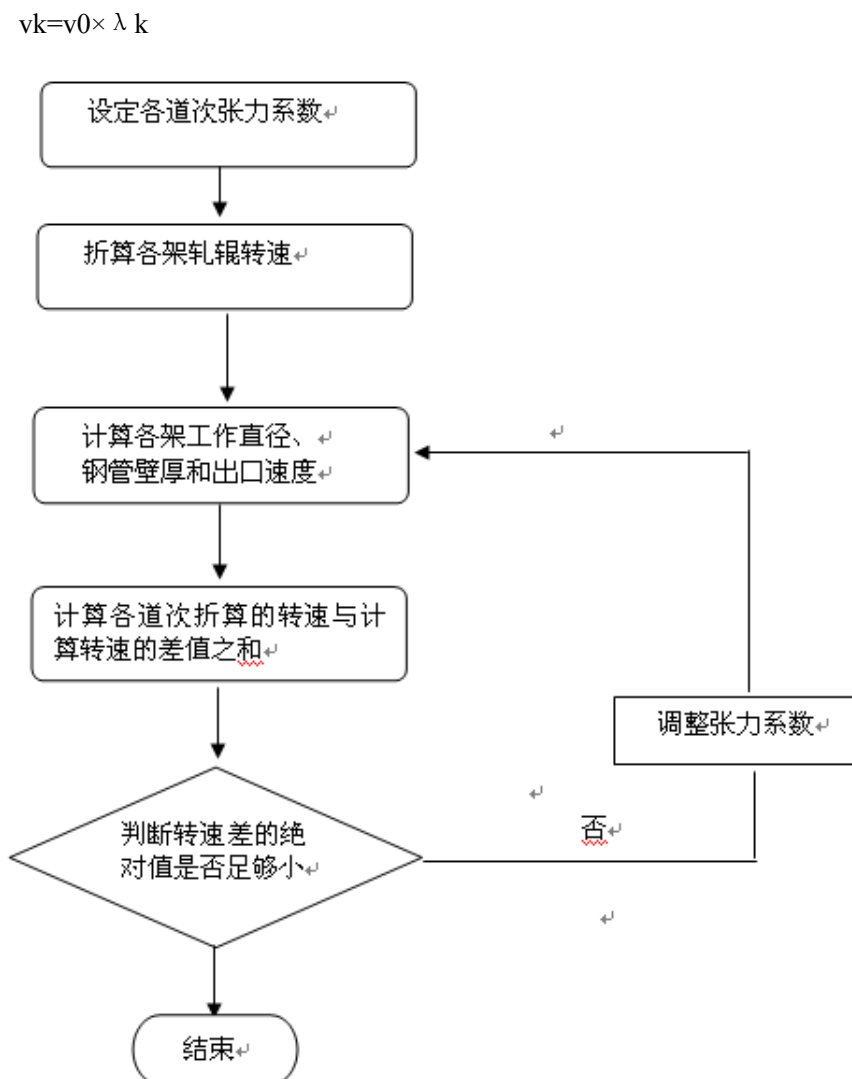 vk=v0×λk
设定各道次张力系数
折算各架轧辊转速
计算各架工作直径、
钢管壁厚和出口速度
计算各道次折算的转速与计
算转速的差值之和
调整张力系数
判断转速差的绝
对值是否足够小
否
结束